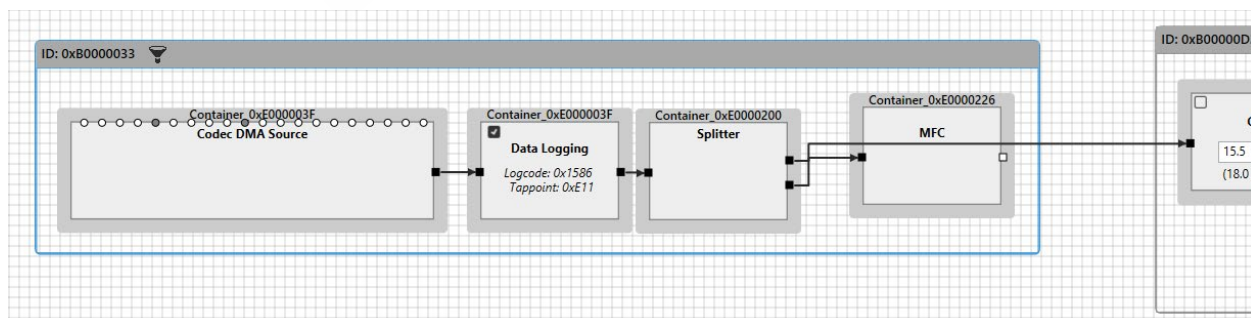 ID: 0xB0000033
ID: 0xB00000D
Container_0xE000003F
Codec DMA Source
Container_0xE000003F
Data Logging
Logcode: 0x1586
Tappoint: 0xE11
Container_0xE0000200
Splitter
Container_0xE0000226
MFC
15.5
(18.0